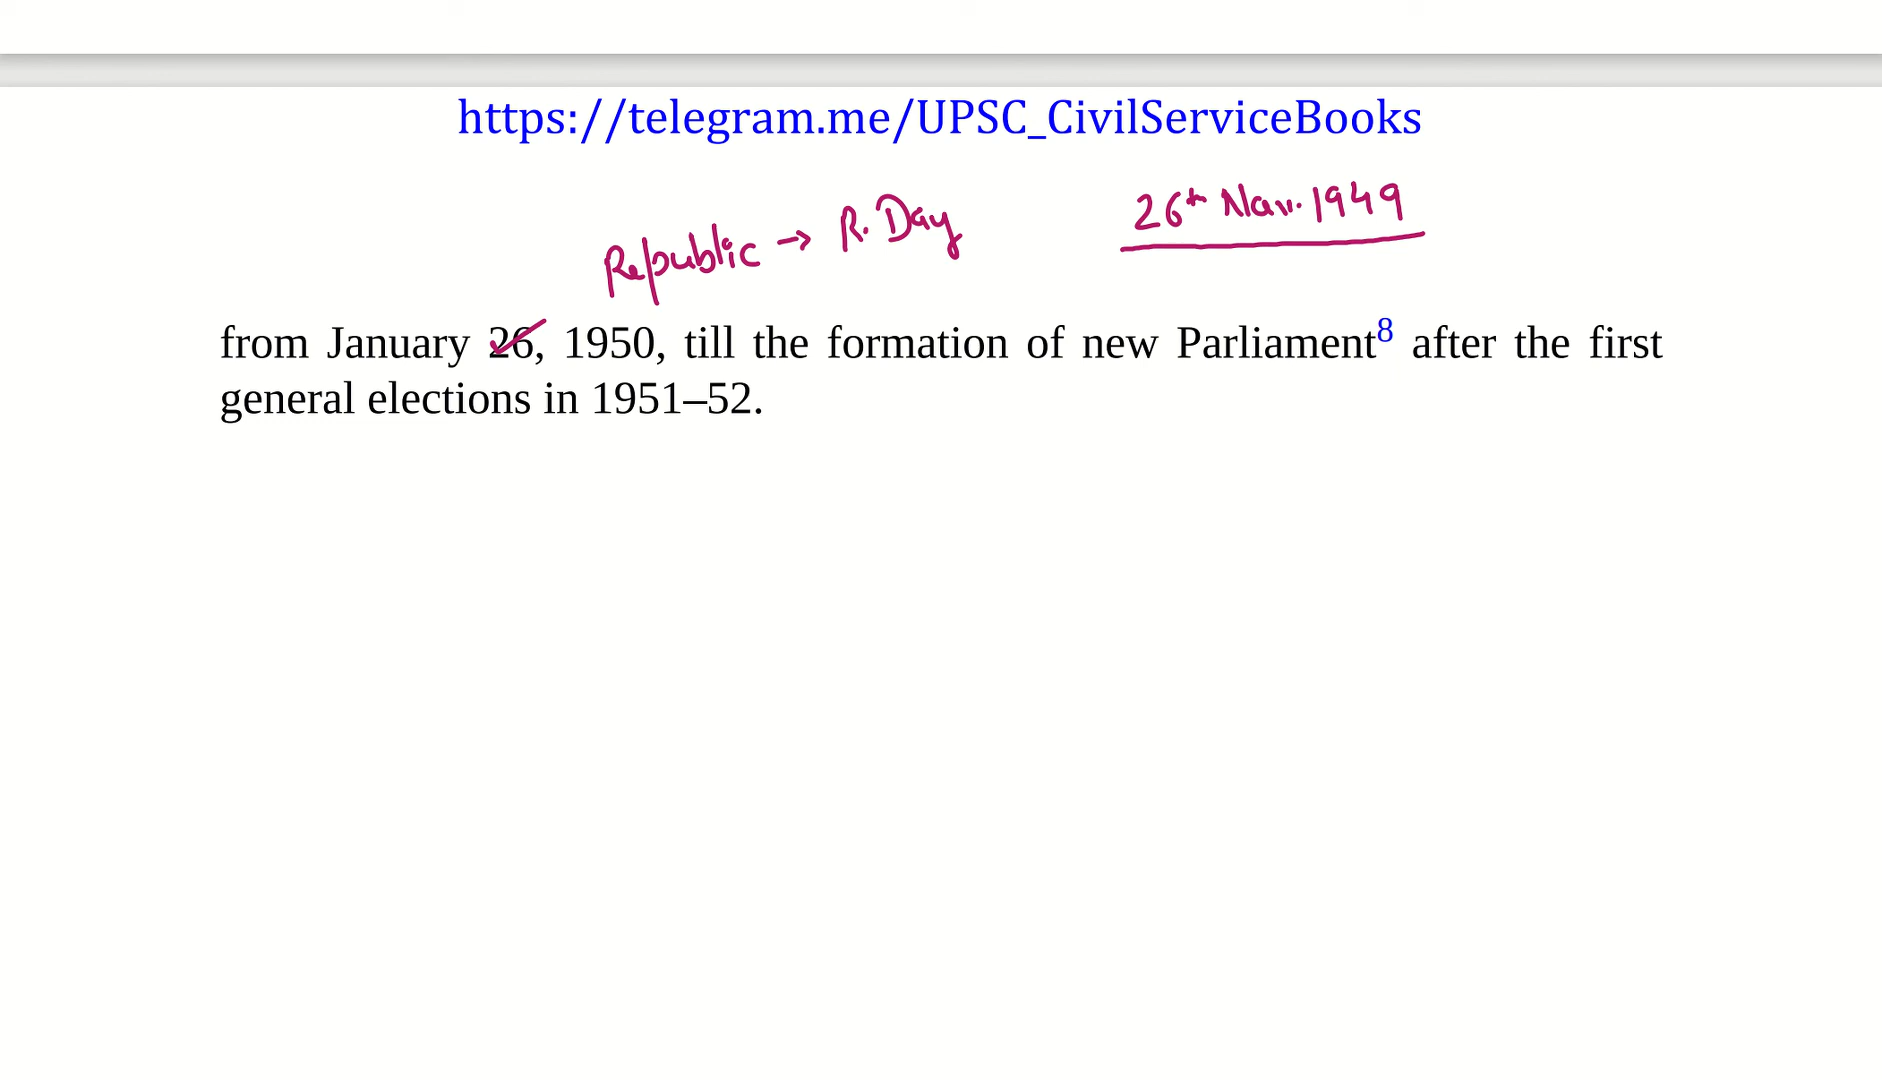 https://telegram.me/UPSC_CivilServiceBooks
26th Nav. 1949
Republic → R. Day
from January 26, 1950, till the formation of new Parliament8 after the first
general elections in 1951–52.